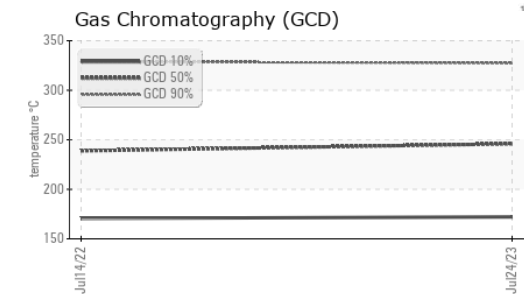 Gas Chromatography (GCD)
350
300
250
200
150
temperature °C
GCD 10%
GCD 50%
GCD 90%
Jul14/22
Jul24/23